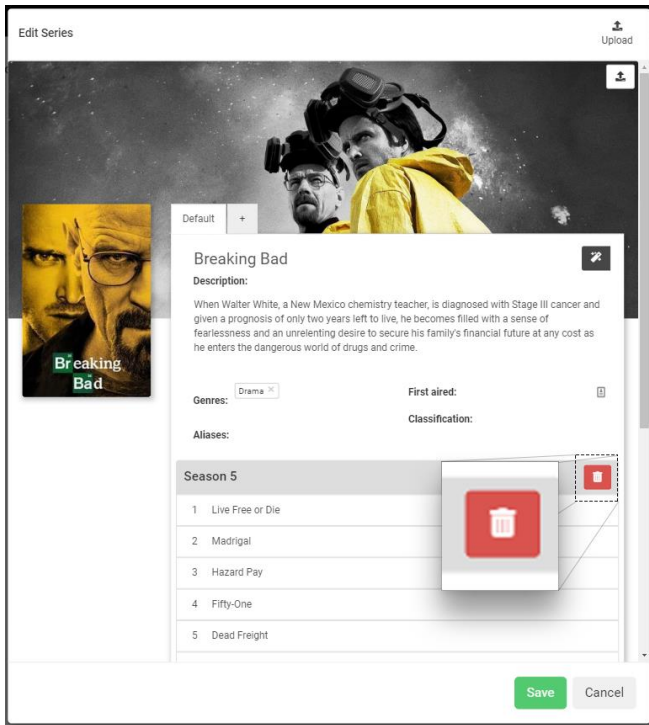 Edit Series
Upload
Default +
Breaking Bad
Description:
When Walter White, a New Mexico chemistry teacher, is diagnosed with Stage III cancer and
given a prognosis of only two years left to live, he becomes filled with a sense of
fearlessness and an unrelenting desire to secure his family's financial future at any cost as
he enters the dangerous world of drugs and crime.
Breaking
Bad
Genres: Drama ×
First aired:
Classification:
Aliases:
Season 5
1 Live Free or Die
2 Madrigal
3 Hazard Pay
4 Fifty-One
5 Dead Freight
Save Cancel